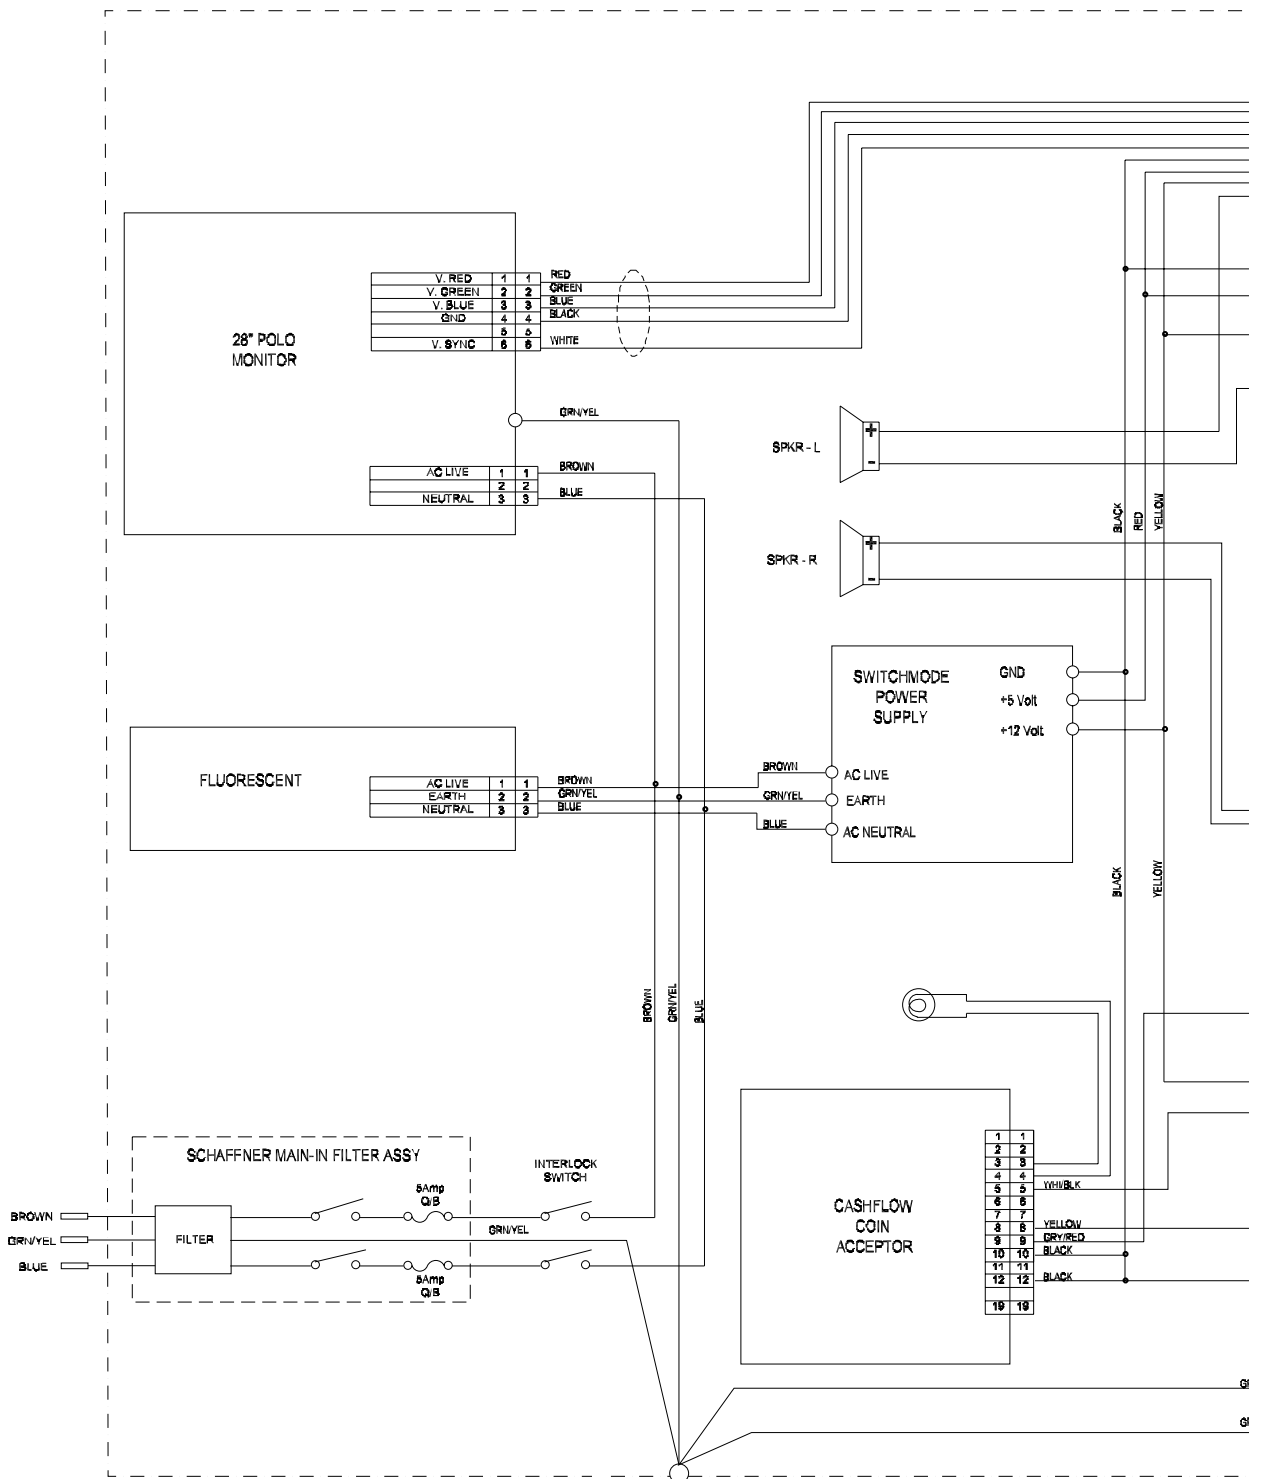 V. RED 1 1 RED
V. GREEN 2 2 GREEN
V. BLUE 3 3 BLUE
GND 4 4 BLACK
5 5
V. SYNC 6 6 WHITE
28" POLO
MONITOR
GRN/YEL
AC LIVE 1 1 BROWN
2 2
NEUTRAL 3 3 BLUE
SPKR - L
+
-
SPKR - R
+
-
BLACK
RED
YELLOW
SWITCHMODE
POWER
SUPPLY
GND
+5 Volt
+12 Volt
BROWN
AC LIVE
GRN/YEL
EARTH
BLUE
AC NEUTRAL
FLUORESCENT
AC LIVE 1 1 BROWN
EARTH 2 2 GRN/YEL
NEUTRAL 3 3 BLUE
BLACK
YELLOW
BROWN
GRN/YEL
BLUE
SCHAFFNER MAIN-IN FILTER ASSY
INTERLOCK
SWITCH
5Amp
Q/B
BROWN
GRN/YEL
BLUE
FILTER
GRN/YEL
5Amp
Q/B
CASHFLOW
COIN
ACCEPTOR
1 1
2 2
3 3
4 4
5 5 WHI/BLK
6 6
7 7
8 8 YELLOW
9 9 GRY/RED
10 10 BLACK
11 11
12 12 BLACK
19 19